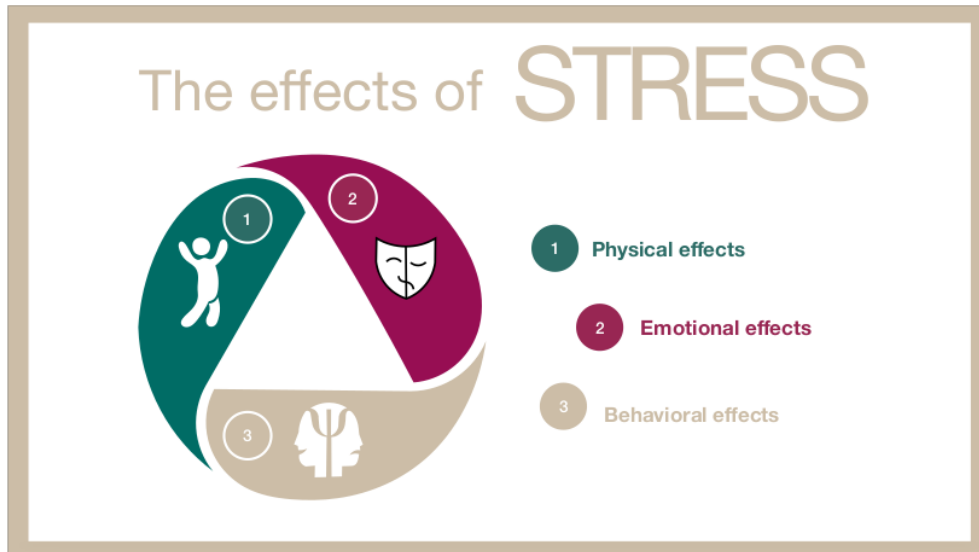 The effects of STRESS
1
2
3
1 Physical effects
2 Emotional effects
3 Behavioral effects